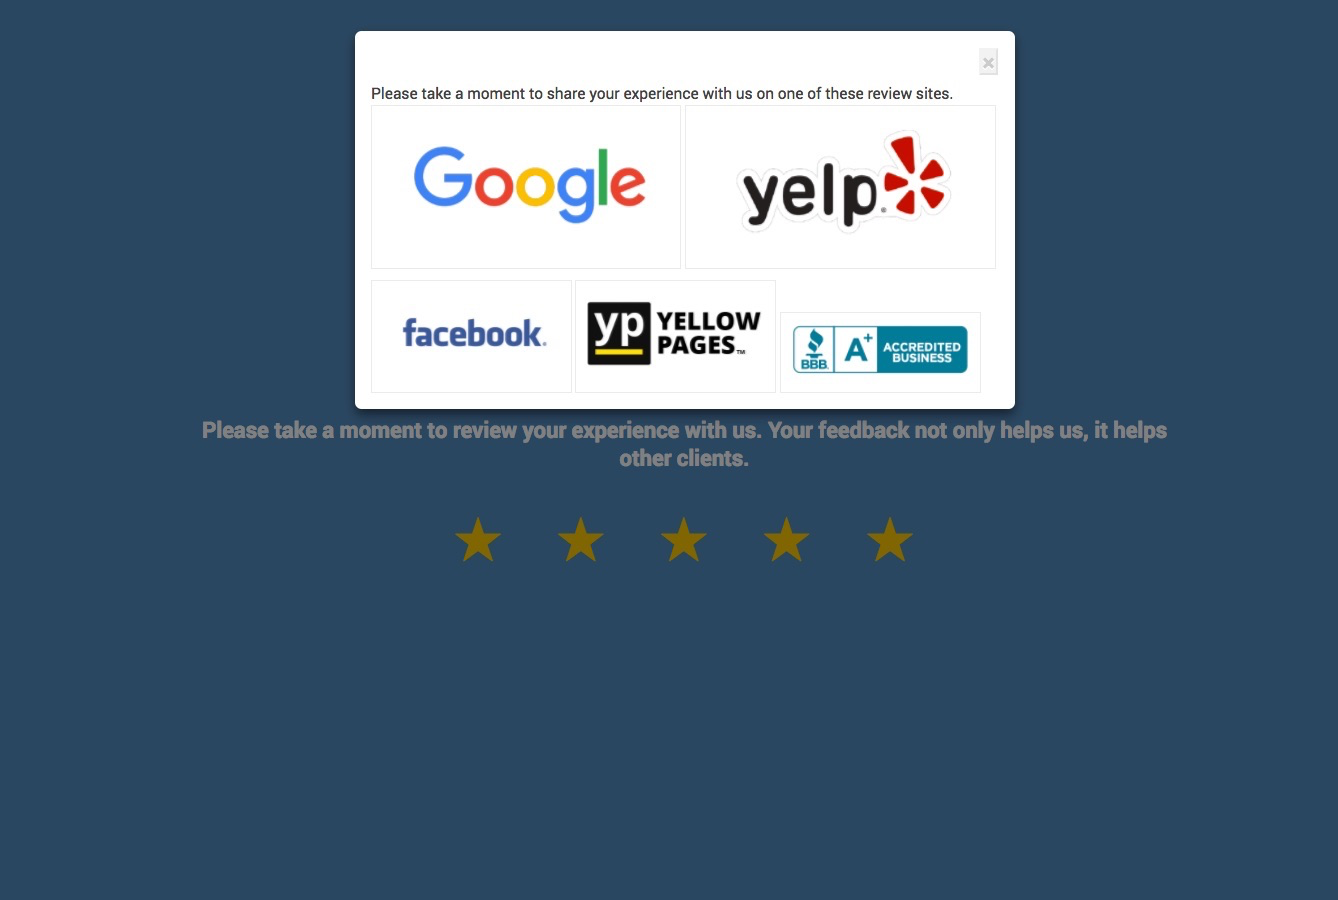 ×
Please take a moment to share your experience with us on one of these review sites.
Google
yelp
facebook.
yp YELLOW PAGES™
BBB. A+ ACCREDITED BUSINESS
Please take a moment to review your experience with us. Your feedback not only helps us, it helps
other clients.